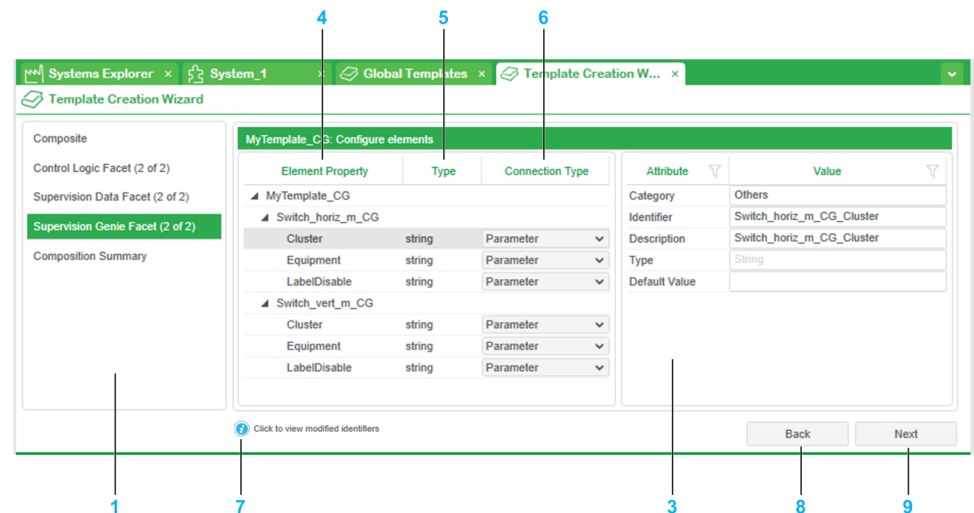 4 5 6
Systems Explorer × System_1 × Global Templates × Template Creation W... ×
Template Creation Wizard
Composite
Control Logic Facet (2 of 2)
Supervision Data Facet (2 of 2)
Supervision Genie Facet (2 of 2)
Composition Summary
MyTemplate_CG: Configure elements
Element Property Type Connection Type
MyTemplate_CG
Switch_horiz_m_CG
Cluster string Parameter
Equipment string Parameter
LabelDisable string Parameter
Switch_vert_m_CG
Cluster string Parameter
Equipment string Parameter
LabelDisable string Parameter
Attribute Value
Category Others
Identifier Switch_horiz_m_CG_Cluster
Description Switch_horiz_m_CG_Cluster
Type String
Default Value
i Click to view modified identifiers
Back Next
1 7 3 8 9